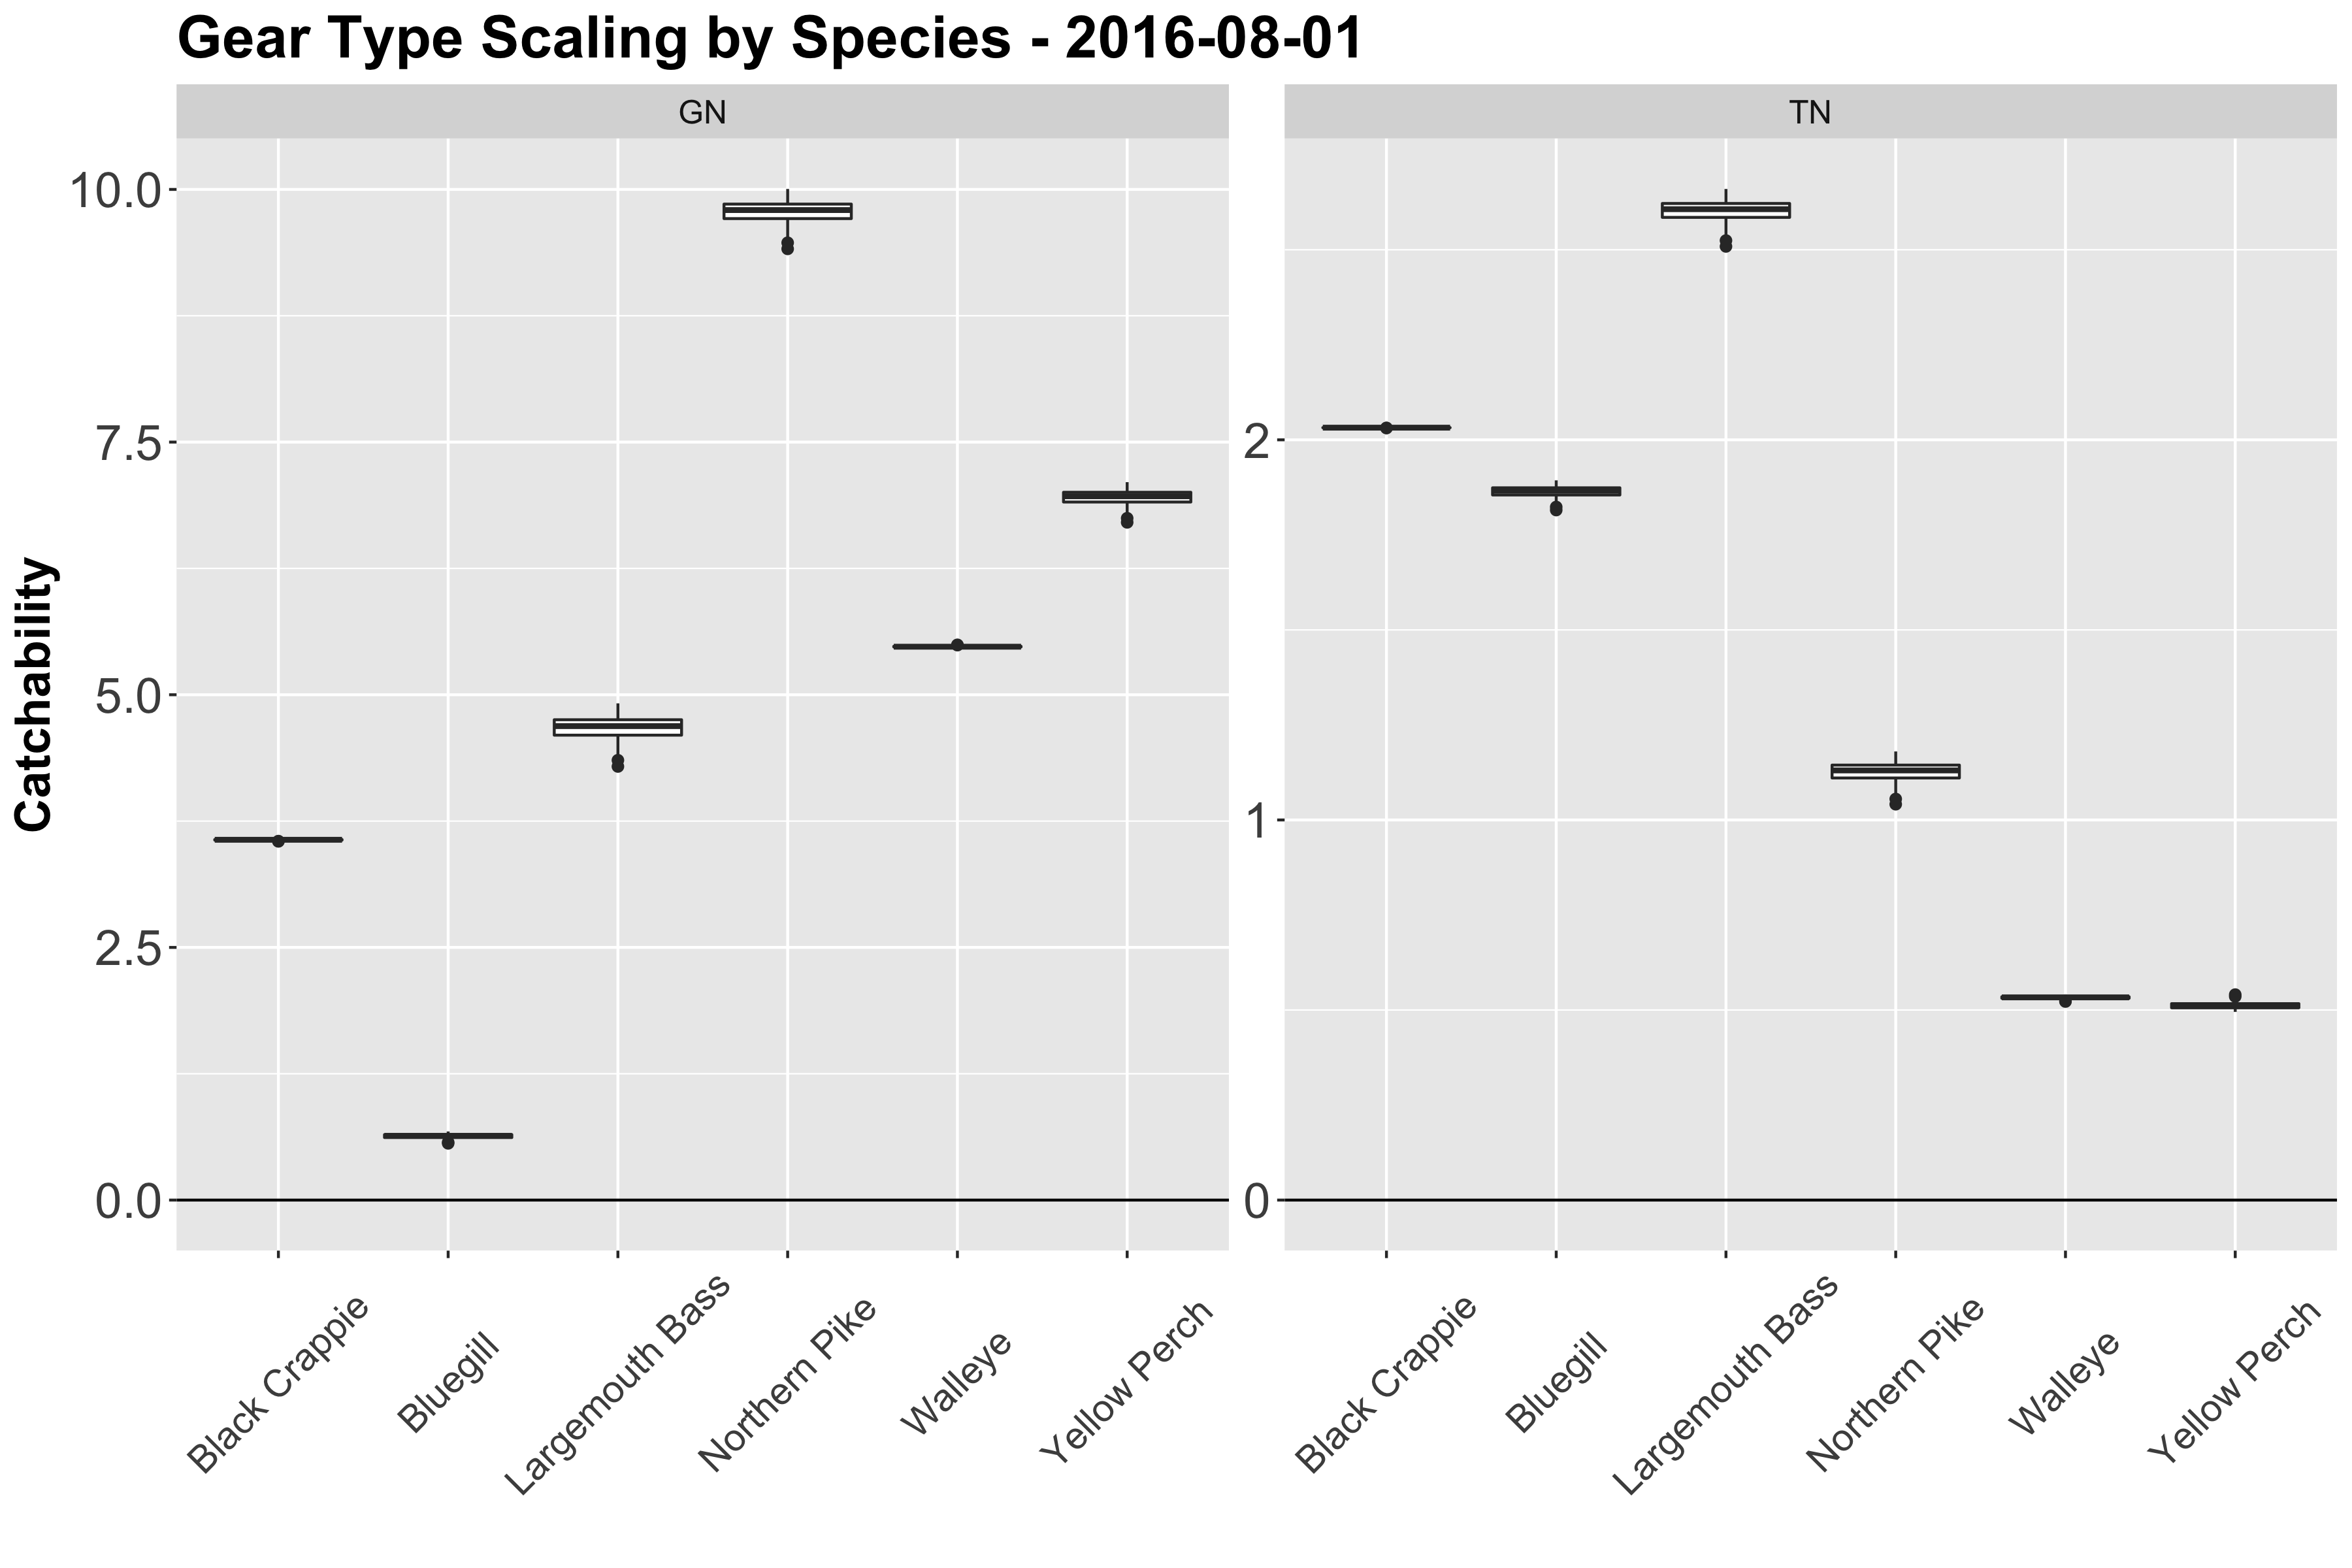 Gear Type Scaling by Species - 2016-08-01
GN
TN
Catchability
10.0
7.5
5.0
2.5
0.0
2
1
0
Black Crappie
Bluegill
Largemouth Bass
Northern Pike
Walleye
Yellow Perch
Black Crappie
Bluegill
Largemouth Bass
Northern Pike
Walleye
Yellow Perch